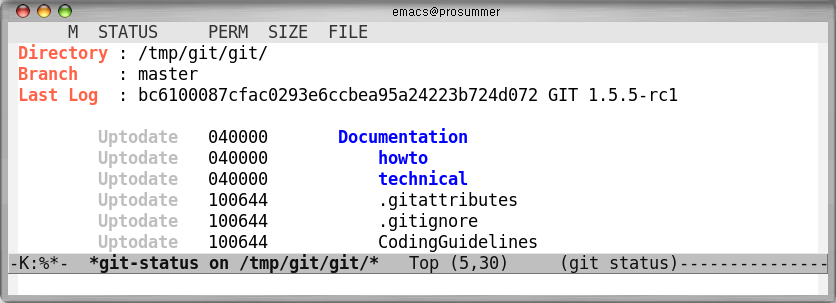 emacs@prosummer
M STATUS PERM SIZE FILE
Directory : /tmp/git/git/
Branch : master
Last Log : bc6100087cfac0293e6ccbea95a24223b724d072 GIT 1.5.5-rc1
Uptodate 040000 Documentation
Uptodate 040000 howto
Uptodate 040000 technical
Uptodate 100644 .gitattributes
Uptodate 100644 .gitignore
Uptodate 100644 CodingGuidelines
-K:%*- *git-status on /tmp/git/git/* Top (5,30) (git status)---------------